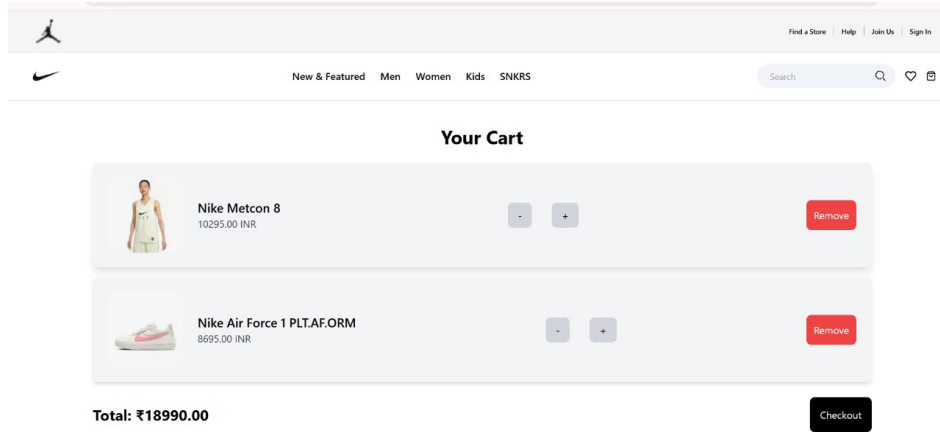 Find a Store | Help | Join Us | Sign In
New & Featured Men Women Kids SNKRS
Search
Your Cart
Nike Metcon 8
10295.00 INR
- +
Remove
Nike Air Force 1 PLT.AF.ORM
8695.00 INR
- +
Remove
Total: ₹18990.00
Checkout